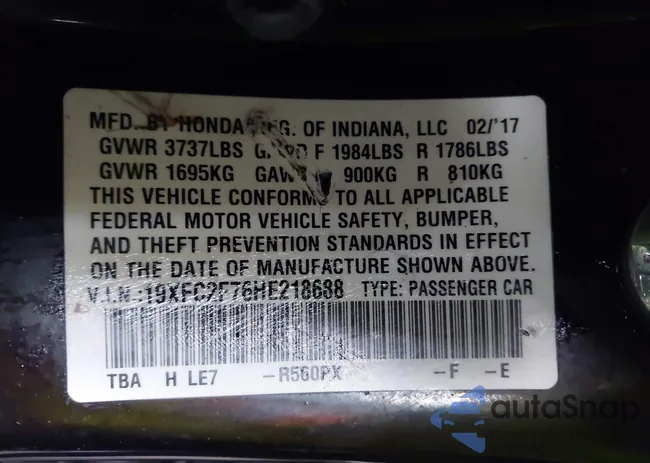 MFD. BY HONDA MFG. OF INDIANA, LLC 02/'17
GVWR 3737LBS GAWR F 1984LBS R 1786LBS
GVWR 1695KG GAWR F 900KG R 810KG
THIS VEHICLE CONFORMS TO ALL APPLICABLE
FEDERAL MOTOR VEHICLE SAFETY, BUMPER,
AND THEFT PREVENTION STANDARDS IN EFFECT
ON THE DATE OF MANUFACTURE SHOWN ABOVE.
V.I.N.:19XFC2F76HE218688 TYPE: PASSENGER CAR
TBA H LE7 -R560PX -F -E
autoSnap